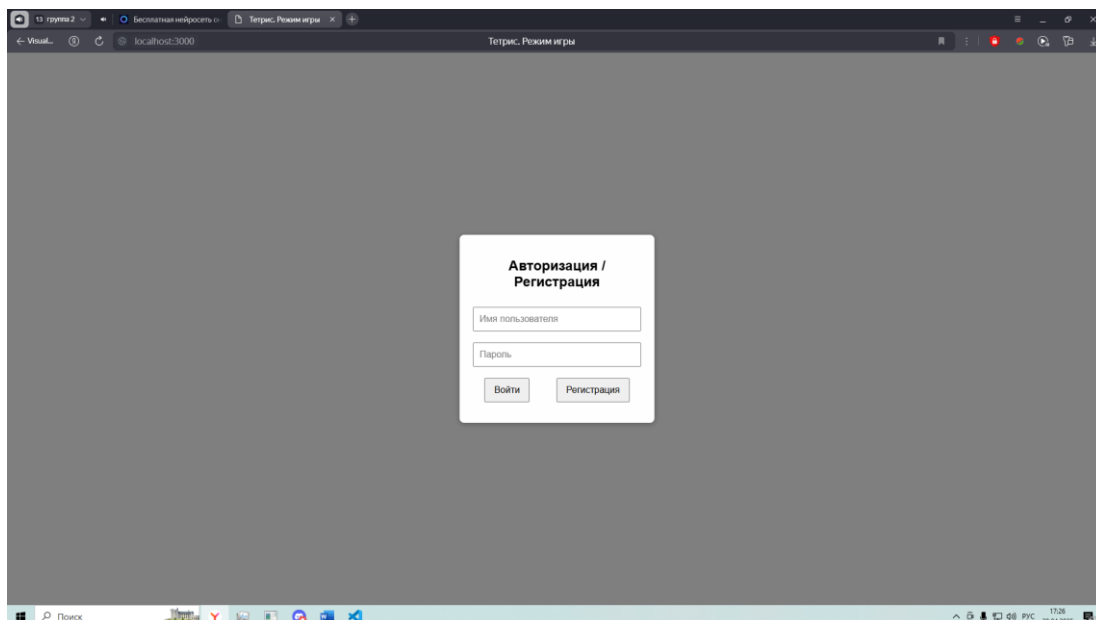 13 группа 2
Бесплатная нейросеть
Тетрис. Режим игры
← Visual...
localhost:3000
Тетрис. Режим игры
Авторизация /
Регистрация
Имя пользователя
Пароль
Войти
Регистрация
Поиск
РУС
17:26